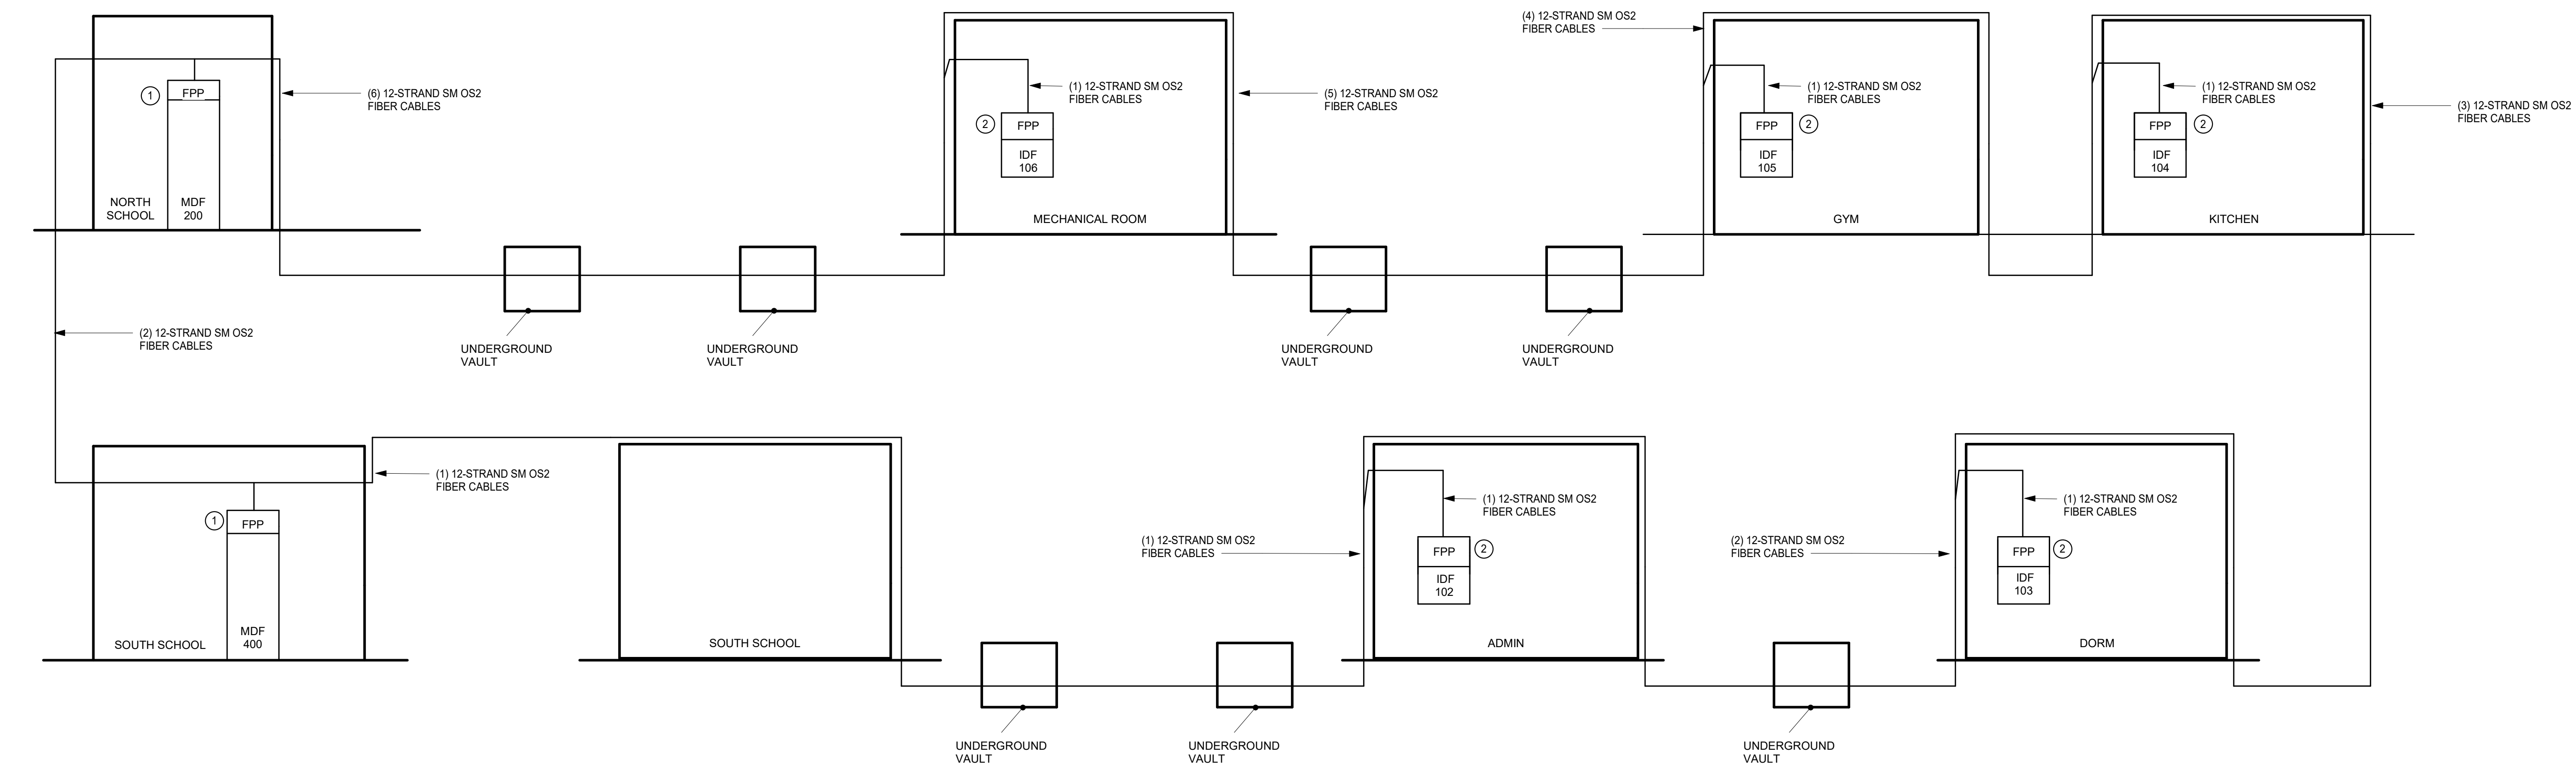 (4) 12-STRAND SM OS2
FIBER CABLES
(6) 12-STRAND SM OS2
FIBER CABLES
(1) 12-STRAND SM OS2
FIBER CABLES
(5) 12-STRAND SM OS2
FIBER CABLES
(1) 12-STRAND SM OS2
FIBER CABLES
(1) 12-STRAND SM OS2
FIBER CABLES
(3) 12-STRAND SM OS2
FIBER CABLES
1
FPP
2
FPP
IDF
106
FPP
2
IDF
105
FPP
2
IDF
104
NORTH
SCHOOL
MDF
200
MECHANICAL ROOM
GYM
KITCHEN
(2) 12-STRAND SM OS2
FIBER CABLES
UNDERGROUND
VAULT
UNDERGROUND
VAULT
UNDERGROUND
VAULT
UNDERGROUND
VAULT
(1) 12-STRAND SM OS2
FIBER CABLES
1
FPP
(1) 12-STRAND SM OS2
FIBER CABLES
(1) 12-STRAND SM OS2
FIBER CABLES
(2) 12-STRAND SM OS2
FIBER CABLES
(1) 12-STRAND SM OS2
FIBER CABLES
FPP
2
IDF
102
FPP
2
IDF
103
SOUTH SCHOOL
MDF
400
SOUTH SCHOOL
ADMIN
DORM
UNDERGROUND
VAULT
UNDERGROUND
VAULT
UNDERGROUND
VAULT